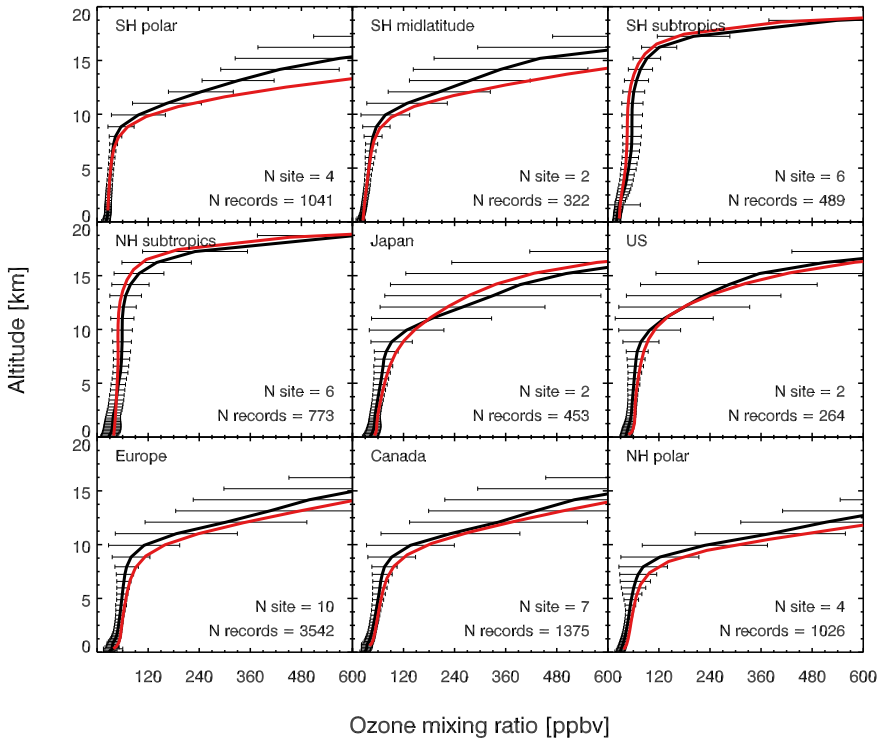 20
15
10
5
0
SH polar
N site = 4
N records = 1041
SH midlatitude
N site = 2
N records = 322
SH subtropics
N site = 6
N records = 489
20
15
10
5
0
NH subtropics
N site = 6
N records = 773
Japan
N site = 2
N records = 453
US
N site = 2
N records = 264
Altitude [km]
20
15
10
5
0
Europe
N site = 10
N records = 3542
Canada
N site = 7
N records = 1375
NH polar
N site = 4
N records = 1026
120 240 360 480 600 120 240 360 480 600 120 240 360 480 600
Ozone mixing ratio [ppbv]